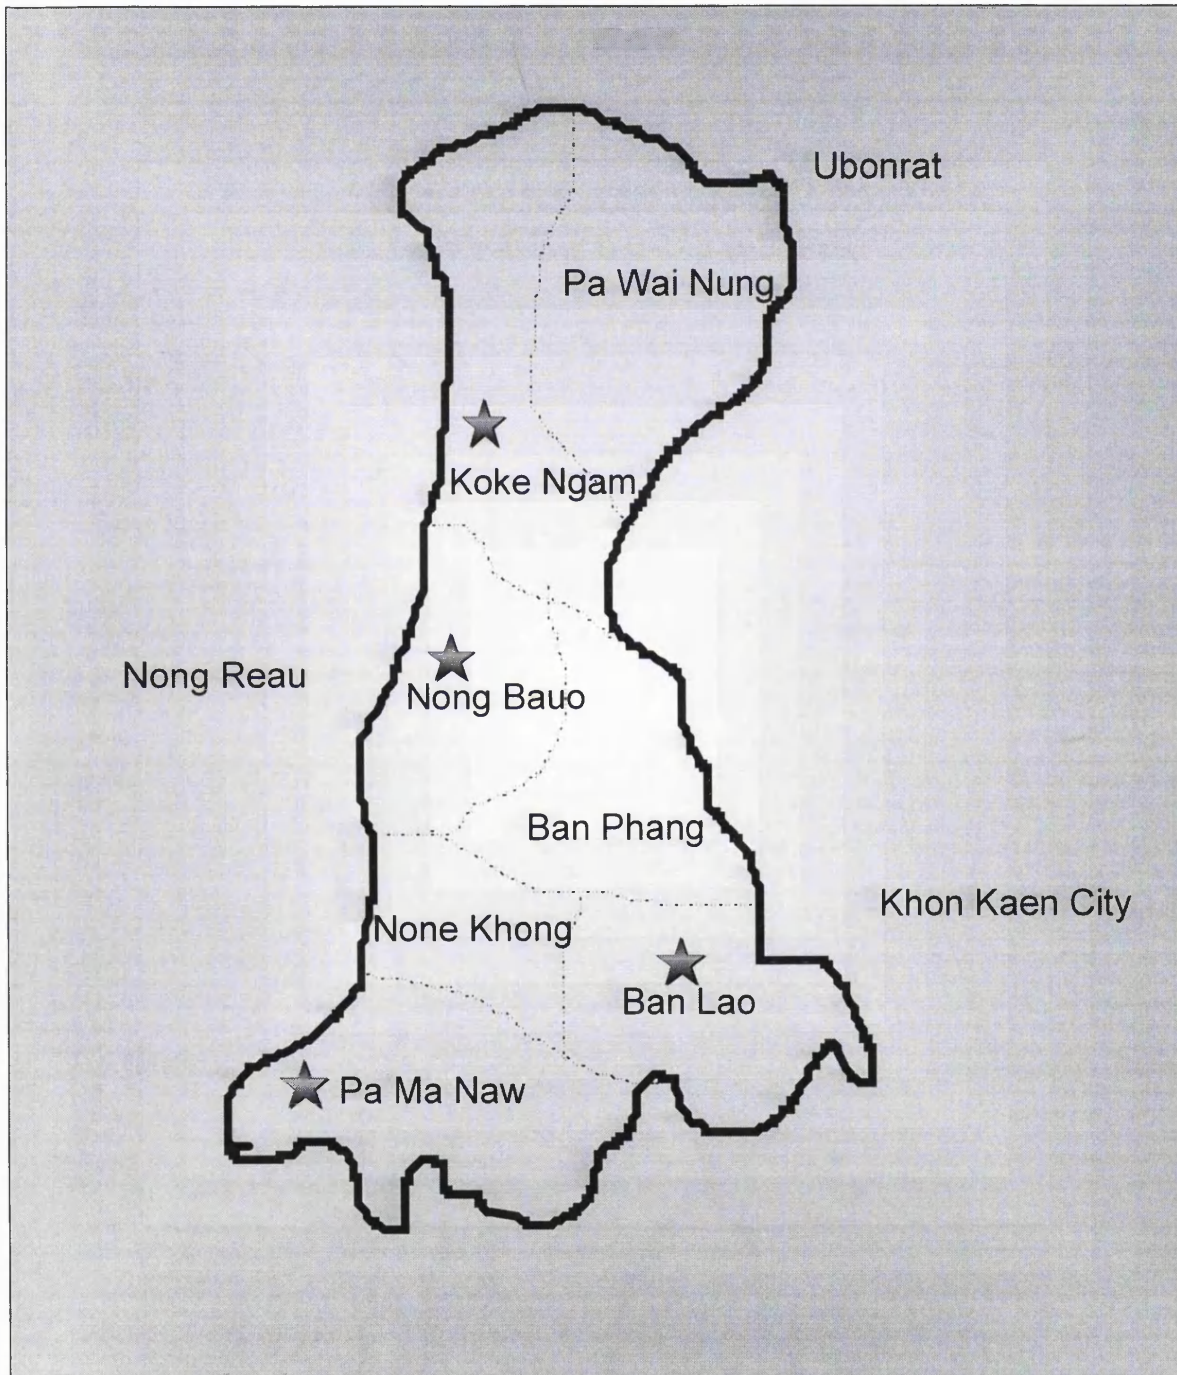 Ubonrat
Pa Wai Nung
Koke Ngam
Nong Reau
Nong Bauo
Ban Phang
Khon Kaen City
None Khong
Ban Lao
Pa Ma Naw